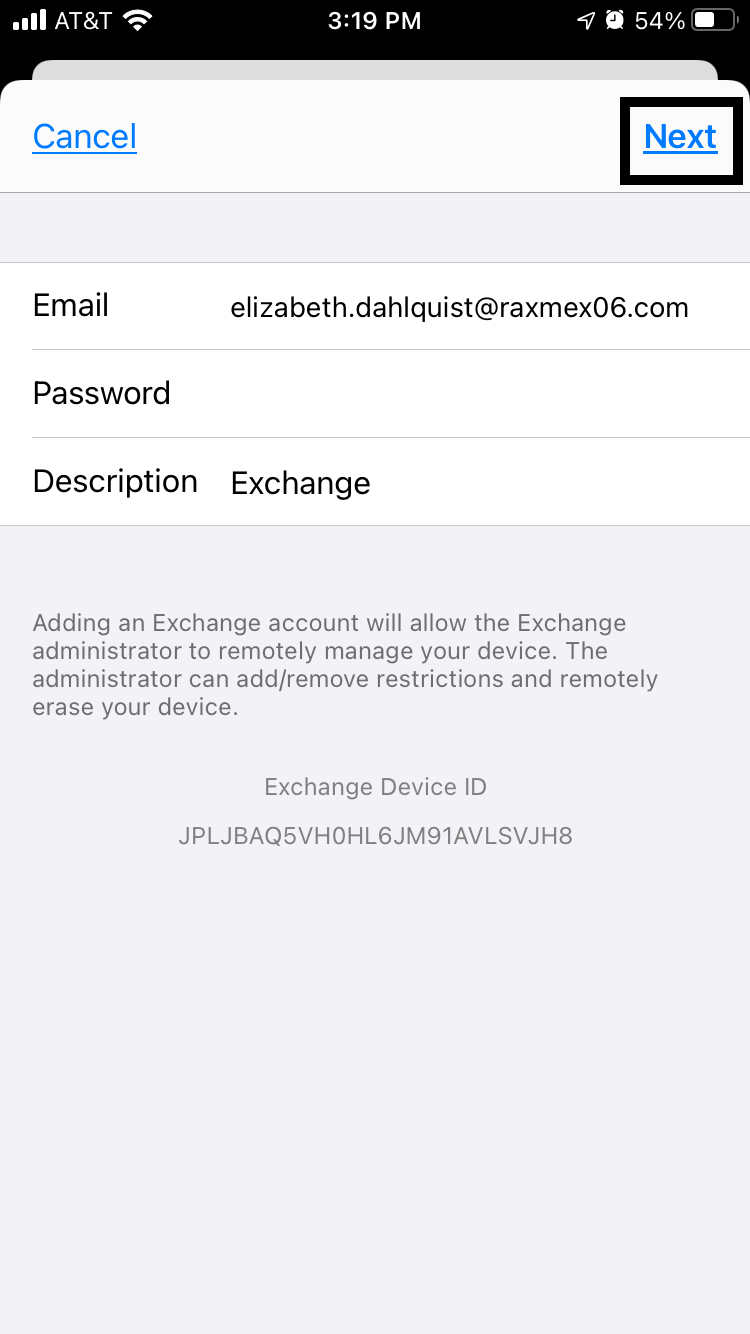 AT&T 3:19 PM 54%
Cancel Next
Email elizabeth.dahlquist@raxmex06.com
Password
Description Exchange
Adding an Exchange account will allow the Exchange
administrator to remotely manage your device. The
administrator can add/remove restrictions and remotely
erase your device.
Exchange Device ID
JPLJBAQ5VH0HL6JM91AVLSVJH8